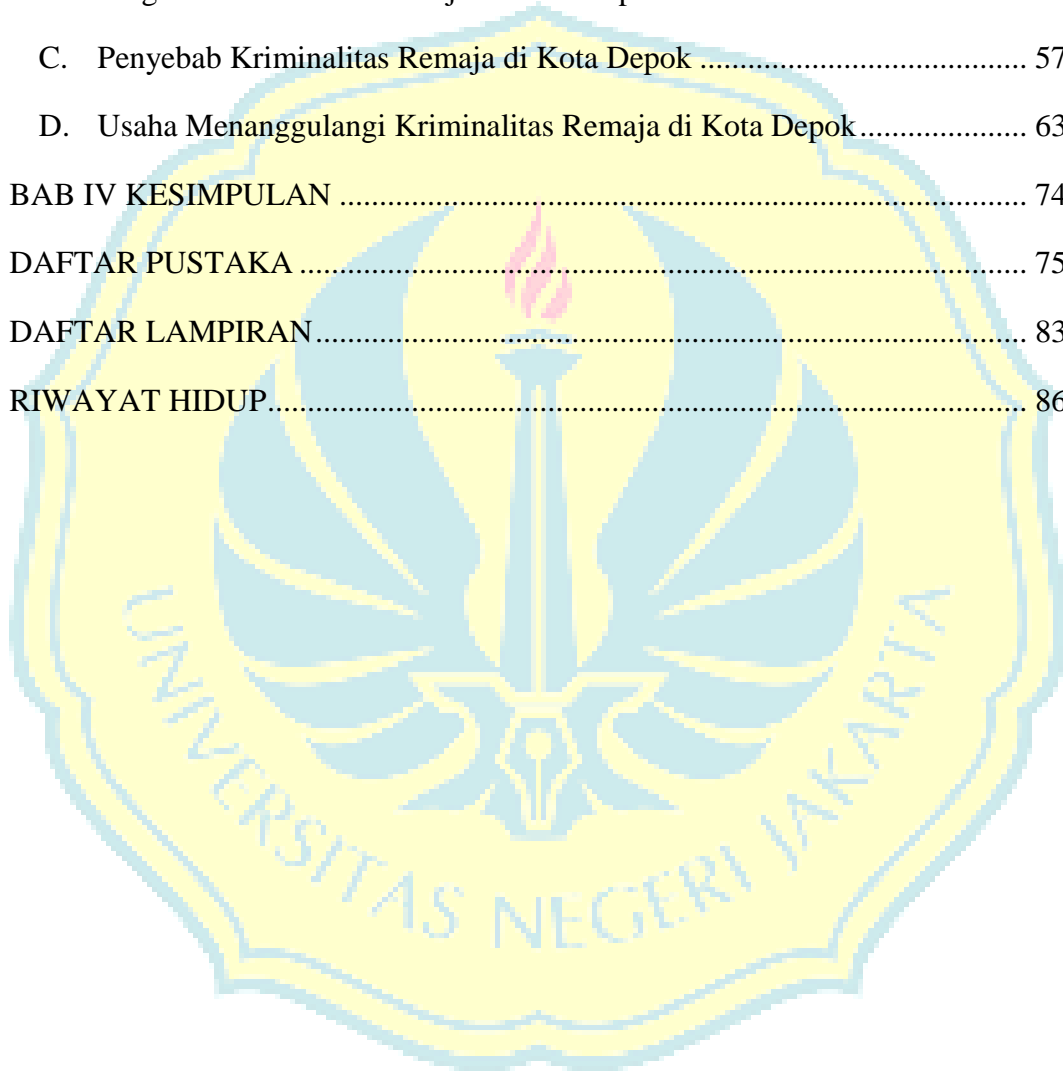 C. Penyebab Kriminalitas Remaja di Kota Depok ........................................ 57
D. Usaha Menanggulangi Kriminalitas Remaja di Kota Depok ..................... 63
BAB IV KESIMPULAN ..................................................................................... 74
DAFTAR PUSTAKA .......................................................................................... 75
DAFTAR LAMPIRAN ........................................................................................ 83
RIWAYAT HIDUP .............................................................................................. 86
UNIVERSITAS NEGERI JAKARTA